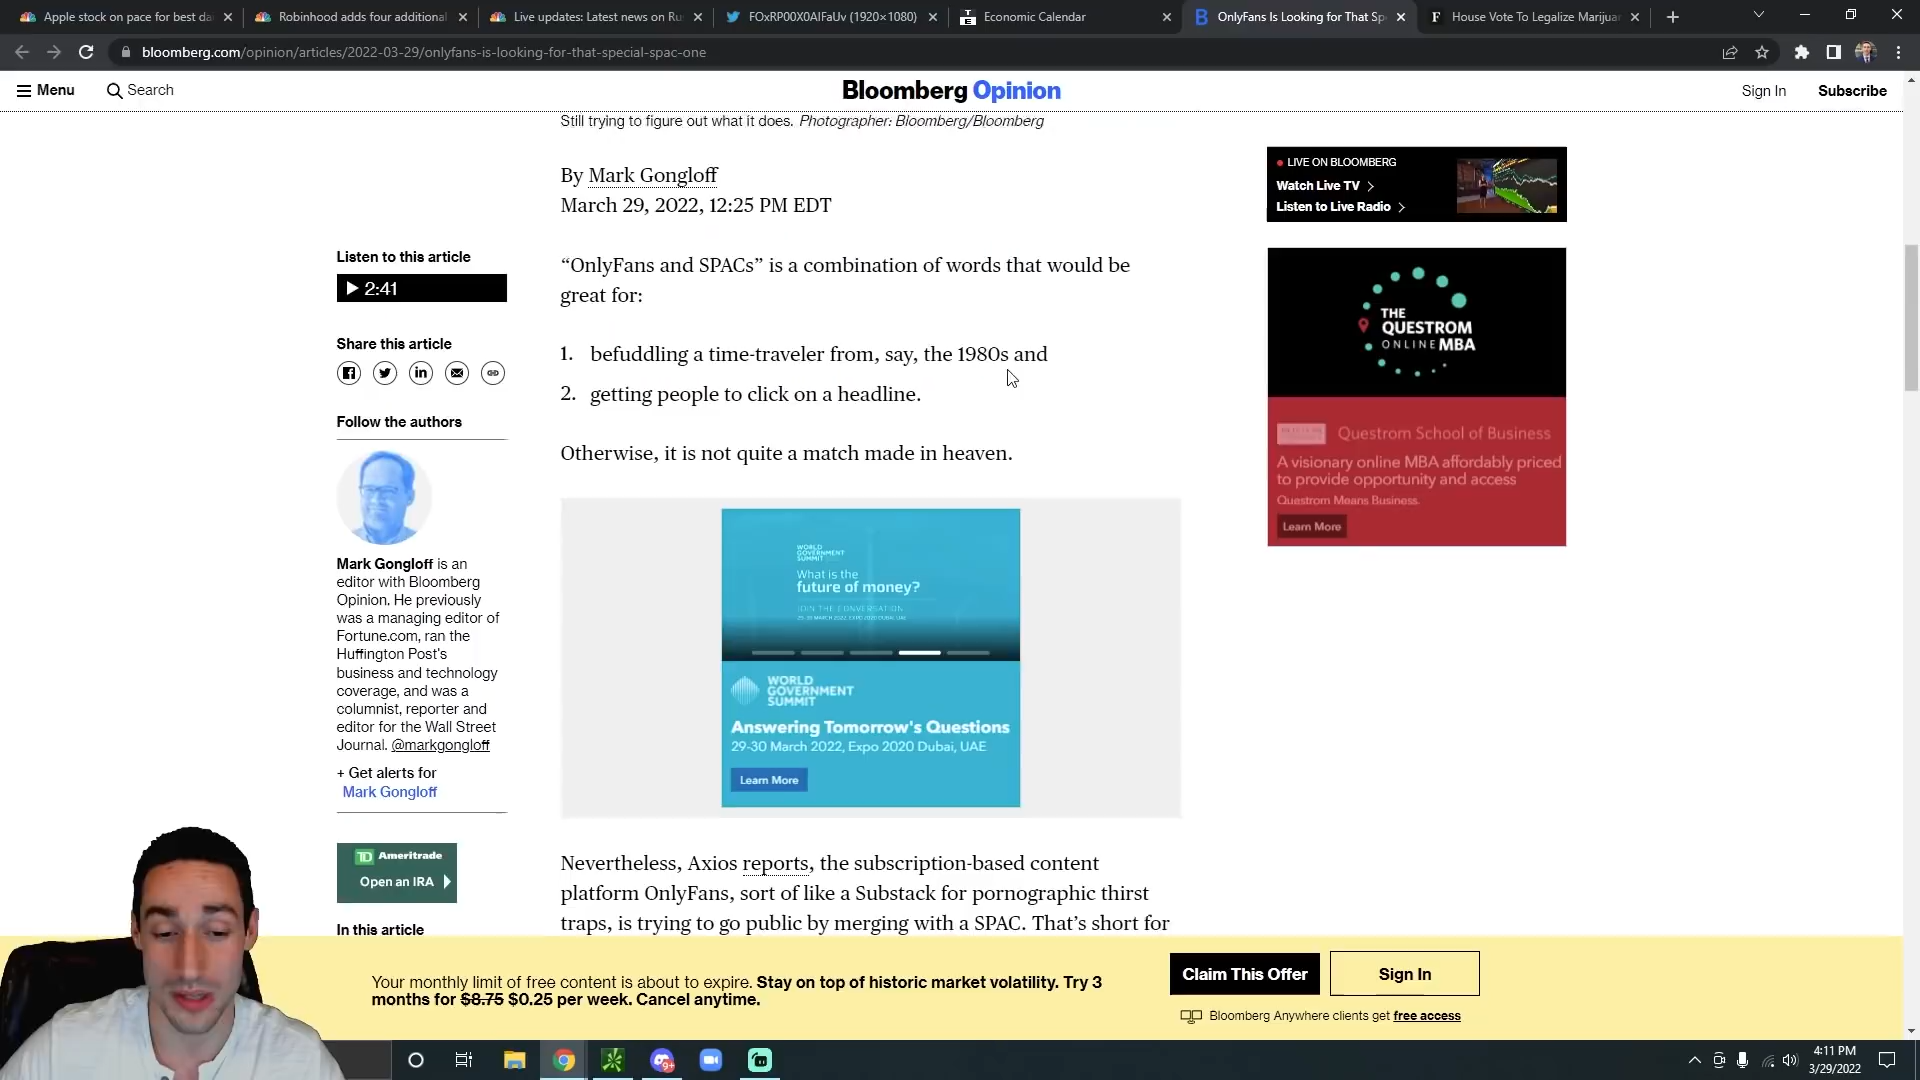 Apple stock on pace for best da
Robinhood adds four additional
Live updates: Latest news on Ru
FOxRP00X0AIFaUv (1920×1080)
Economic Calendar
OnlyFans Is Looking for That Sp
House Vote To Legalize Marijua
bloomberg.com/opinion/articles/2022-03-29/onlyfans-is-looking-for-that-special-spac-one
Menu
Search
Bloomberg Opinion
Sign In
Subscribe
Still trying to figure out what it does. Photographer: Bloomberg/Bloomberg
By Mark Gongloff
March 29, 2022, 12:25 PM EDT
LIVE ON BLOOMBERG
Watch Live TV
Listen to Live Radio
Listen to this article
2:41
Share this article
Follow the authors
Mark Gongloff is an
editor with Bloomberg
Opinion. He previously
was a managing editor of
Fortune.com, ran the
Huffington Post's
business and technology
coverage, and was a
columnist, reporter and
editor for the Wall Street
Journal. @markgongloff
+ Get alerts for
Mark Gongloff
TD Ameritrade
Open an IRA
In this article
“OnlyFans and SPACs” is a combination of words that would be
great for:
1. befuddling a time-traveler from, say, the 1980s and
2. getting people to click on a headline.
Otherwise, it is not quite a match made in heaven.
WORLD
GOVERNMENT
SUMMIT
What is the
future of money?
JOIN THE CONVERSATION
29-30 MARCH 2022, EXPO 2020 DUBAI, UAE
WORLD
GOVERNMENT
SUMMIT
Answering Tomorrow's Questions
29-30 March 2022, Expo 2020 Dubai, UAE
Learn More
Nevertheless, Axios reports, the subscription-based content
platform OnlyFans, sort of like a Substack for pornographic thirst
traps, is trying to go public by merging with a SPAC. That’s short for
THE
QUESTROM
ONLINE MBA
Questrom School of Business
A visionary online MBA affordably priced
to provide opportunity and access
Questrom Means Business.
Learn More
Your monthly limit of free content is about to expire. Stay on top of historic market volatility. Try 3
months for $8.75 $0.25 per week. Cancel anytime.
Claim This Offer
Sign In
Bloomberg Anywhere clients get free access
9+
4:11 PM
3/29/2022